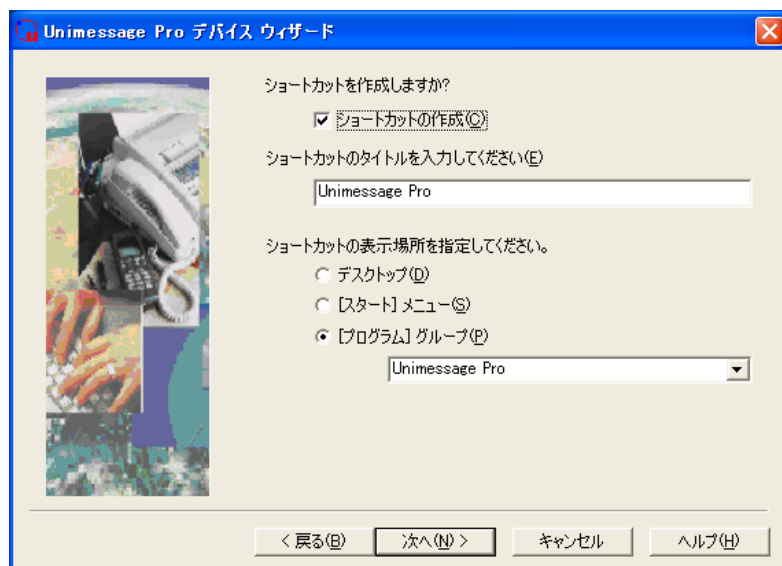 Unimessage Pro デバイス ウィザード
ショートカットを作成しますか?
ショートカットの作成(C)
ショートカットのタイトルを入力してください(E)
Unimessage Pro
ショートカットの表示場所を指定してください。
デスクトップ(D)
[スタート] メニュー(S)
[プログラム] グループ(P)
Unimessage Pro
< 戻る(B) 次へ(N) > キャンセル ヘルプ(H)